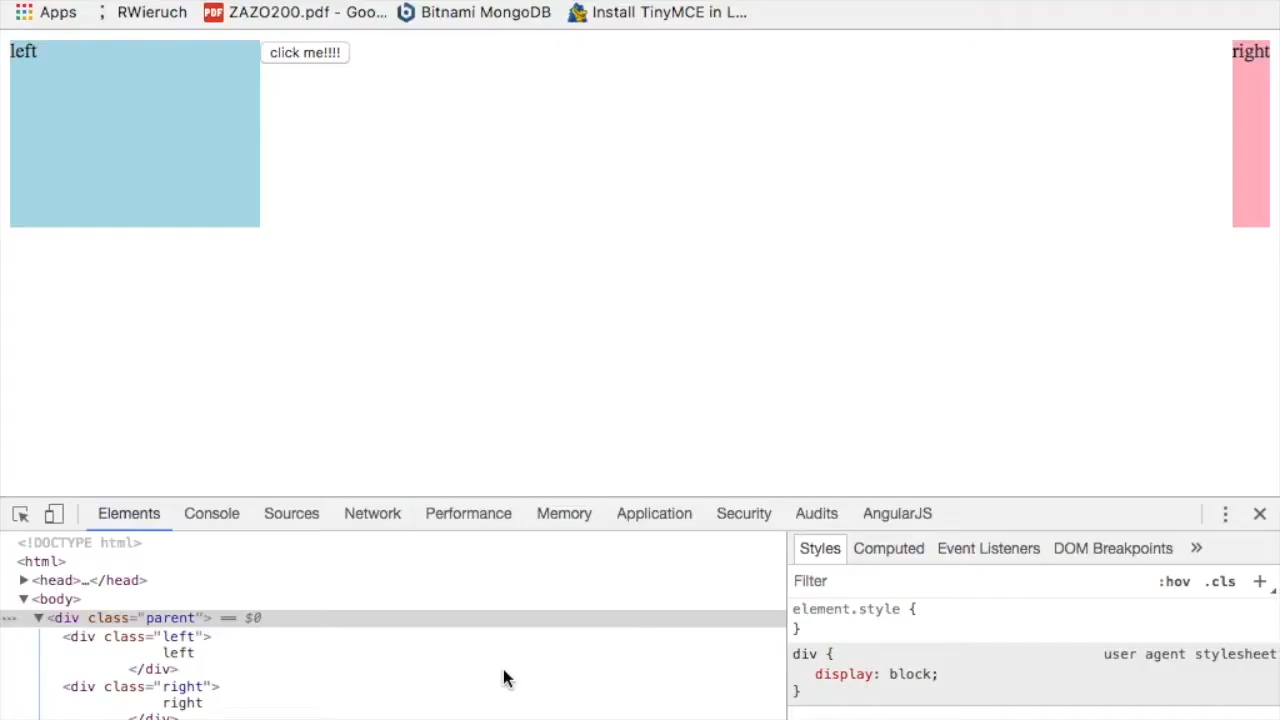 Apps RWieruch ZAZO200.pdf - Goo... Bitnami MongoDB Install TinyMCE in L...
left click me!!!! right
Elements Console Sources Network Performance Memory Application Security Audits AngularJS
<!DOCTYPE html>
<html>
▶<head>…</head>
▼<body>
… ▼<div class="parent"> == $0
<div class="left">
left
</div>
<div class="right">
right
</div>
Styles Computed Event Listeners DOM Breakpoints »
Filter :hov .cls +
element.style {
}
div { user agent stylesheet
display: block;
}